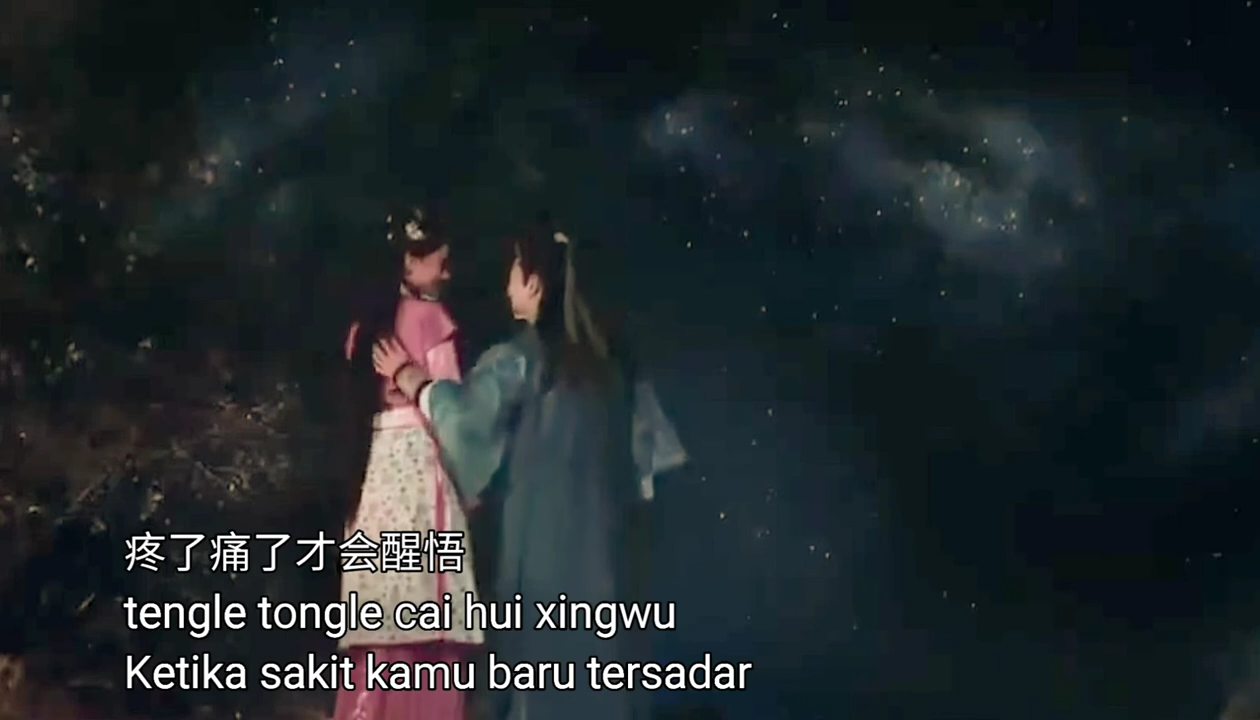 疼了痛了才会醒悟
tengle tongle cai hui xingwu
Ketika sakit kamu baru tersadar